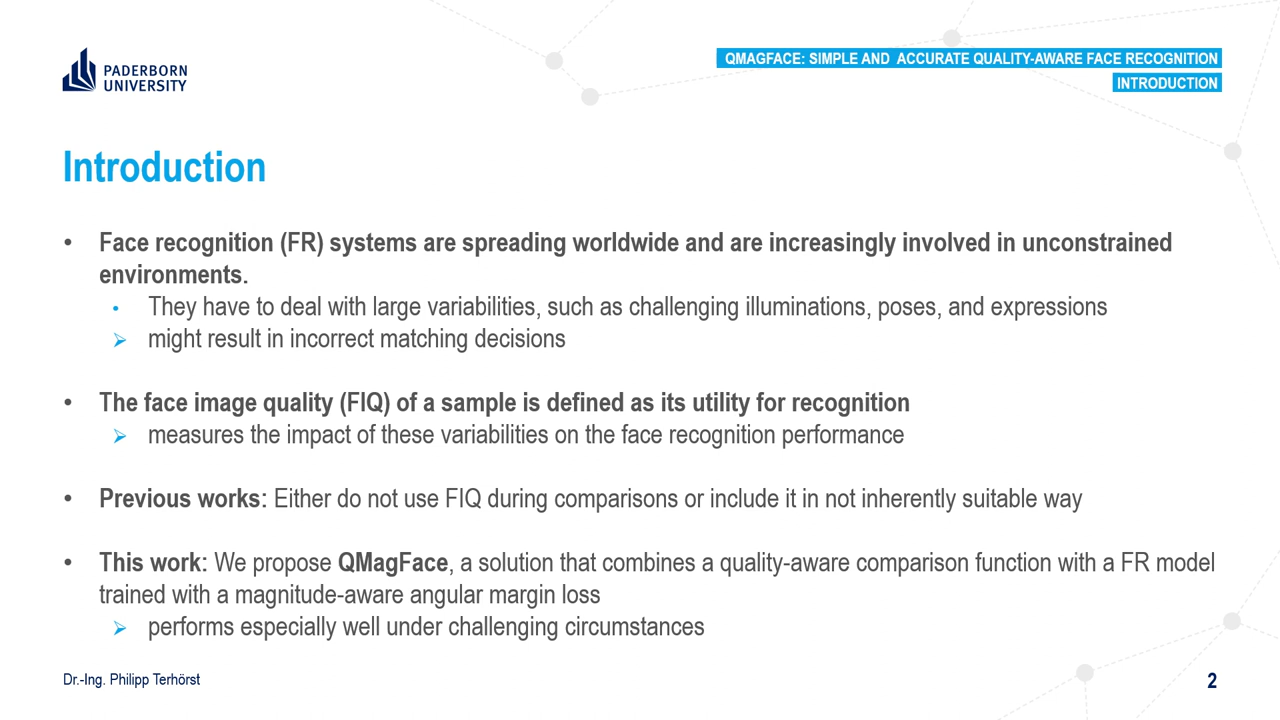 PADERBORN
UNIVERSITY
QMAGFACE: SIMPLE AND ACCURATE QUALITY-AWARE FACE RECOGNITION
INTRODUCTION
Introduction
• Face recognition (FR) systems are spreading worldwide and are increasingly involved in unconstrained
environments.
• They have to deal with large variabilities, such as challenging illuminations, poses, and expressions
➢ might result in incorrect matching decisions
• The face image quality (FIQ) of a sample is defined as its utility for recognition
➢ measures the impact of these variabilities on the face recognition performance
• Previous works: Either do not use FIQ during comparisons or include it in not inherently suitable way
• This work: We propose QMagFace, a solution that combines a quality-aware comparison function with a FR model
trained with a magnitude-aware angular margin loss
➢ performs especially well under challenging circumstances
Dr.-Ing. Philipp Terhörst
2